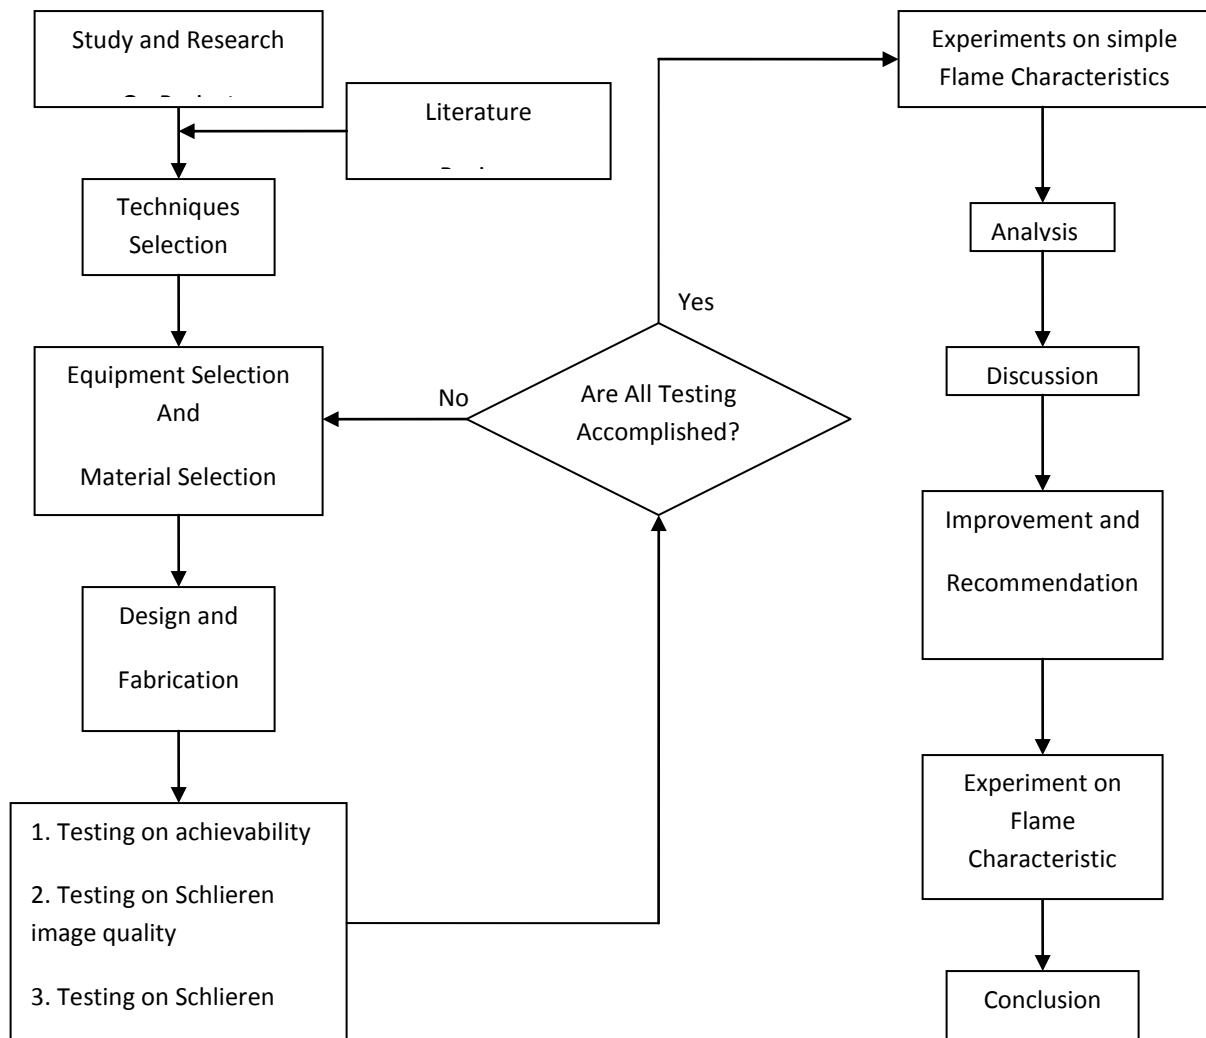 Study and Research
Literature
Techniques
Selection
Equipment Selection
And
Material Selection
Design and
Fabrication
1. Testing on achievability
2. Testing on Schlieren
image quality
3. Testing on Schlieren
Are All Testing
Accomplished?
No
Yes
Experiments on simple
Flame Characteristics
Analysis
Discussion
Improvement and
Recommendation
Experiment on
Flame
Characteristic
Conclusion